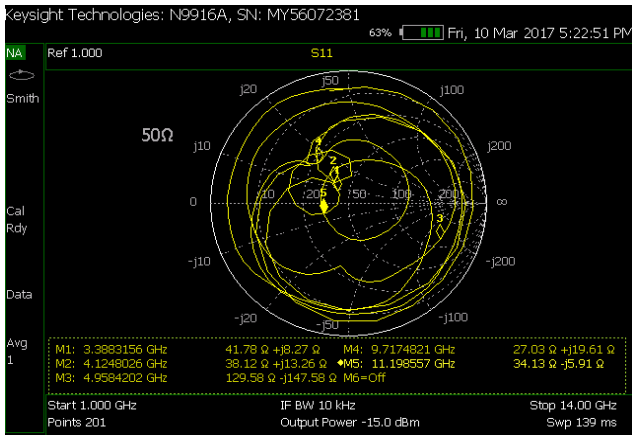 Keysight Technologies: N9916A, SN: MY56072381
63% Fri, 10 Mar 2017 5:22:51 PM
NA Ref 1.000 S11
Smith
50Ω
j20 j50 j100
j10 j200
0 10 20 50 100 200 ∞
-j10 -j200
-j20 -j50 -j100
4
2
1
5
3
Cal
Rdy
Data
Avg
1
M1: 3.3883156 GHz 41.78 Ω +j8.27 Ω M4: 9.7174821 GHz 27.03 Ω +j19.61 Ω
M2: 4.1248026 GHz 38.12 Ω +j13.26 Ω ◆M5: 11.198557 GHz 34.13 Ω -j5.91 Ω
M3: 4.9584202 GHz 129.58 Ω -j147.58 Ω M6=Off
Start 1.000 GHz IF BW 10 kHz Stop 14.00 GHz
Points 201 Output Power -15.0 dBm Swp 139 ms